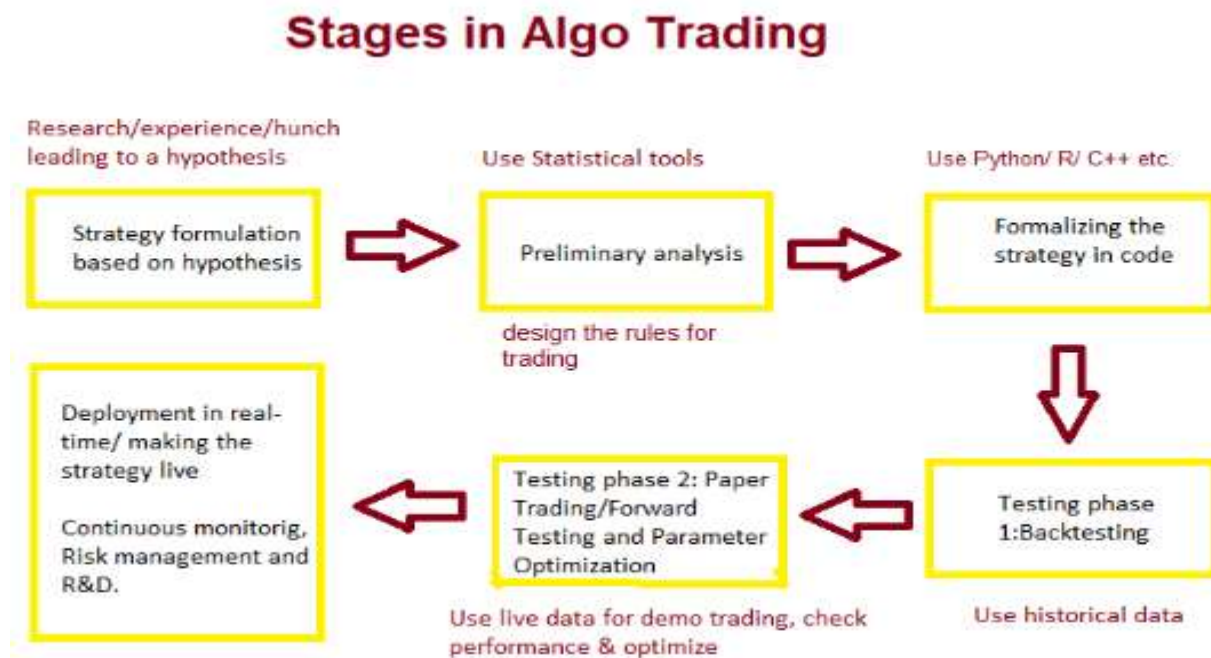 Stages in Algo Trading
Research/experience/hunch
leading to a hypothesis
Strategy formulation
based on hypothesis
Use Statistical tools
Preliminary analysis
design the rules for
trading
Use Python/ R/ C++ etc.
Formalizing the
strategy in code
Testing phase
1:Backtesting
Use historical data
Testing phase 2: Paper
Trading/Forward
Testing and Parameter
Optimization
Use live data for demo trading, check
performance & optimize
Deployment in real-
time/ making the
strategy live
Continuous monitorig,
Risk management and
R&D.